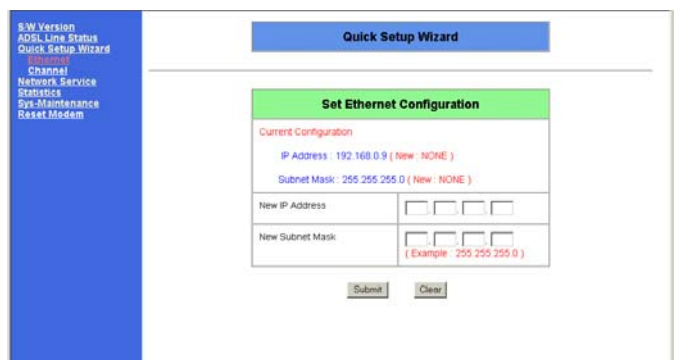 S/W Version
ADSL Line Status
Quick Setup Wizard
Ethernet
Channel
Network Service
Statistics
Sys-Maintenance
Reset Modem
Quick Setup Wizard
Set Ethernet Configuration
Current Configuration
IP Address : 192.168.0.9 ( New : NONE )
Subnet Mask : 255.255.255.0 ( New : NONE )
New IP Address
. . .
New Subnet Mask
. . .
( Example : 255.255.255.0 )
Submit Clear